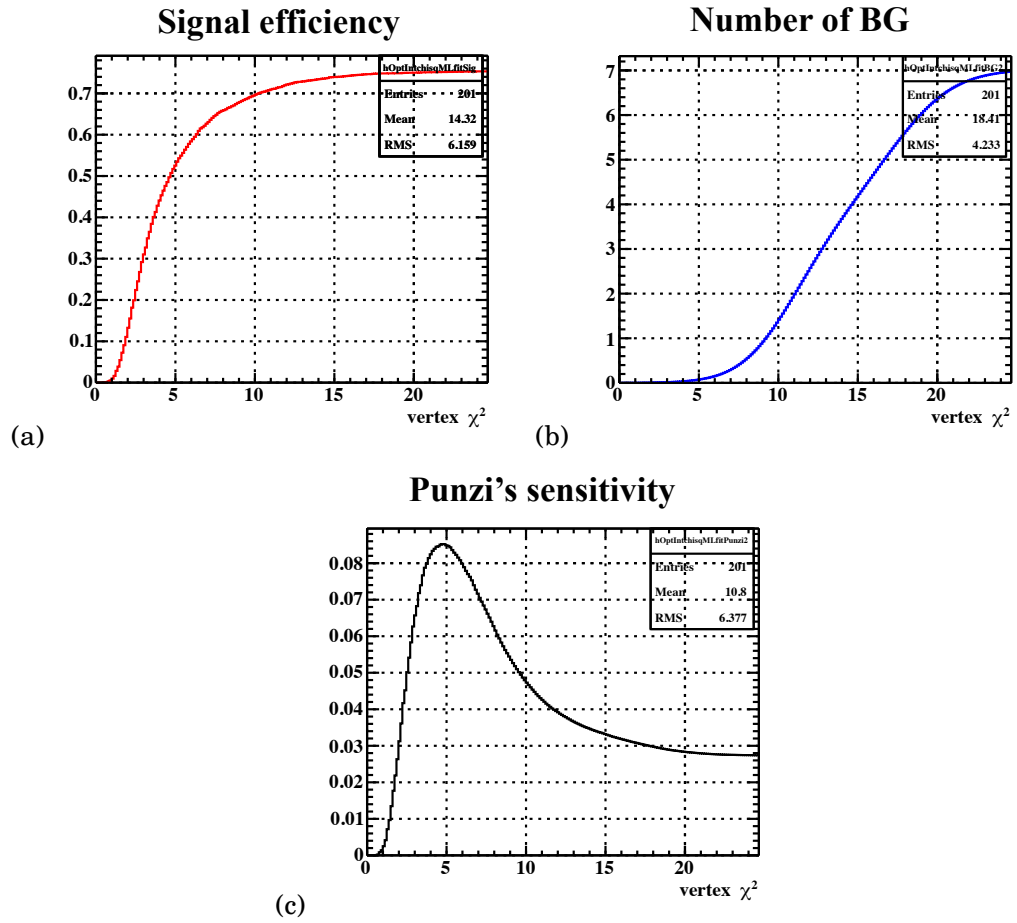 Signal efficiency
hOptIntchisqMLfitSig
Entries 201
Mean 14.32
RMS 6.159
0.7
0.6
0.5
0.4
0.3
0.2
0.1
0
0 5 10 15 20
vertex χ²
(a)
Number of BG
hOptIntchisqMLfitBG2
Entries 201
Mean 18.41
RMS 4.233
7
6
5
4
3
2
1
0
0 5 10 15 20
vertex χ²
(b)
Punzi’s sensitivity
hOptIntchisqMLfitPunzi2
Entries 201
Mean 10.8
RMS 6.377
0.08
0.07
0.06
0.05
0.04
0.03
0.02
0.01
0
0 5 10 15 20
vertex χ²
(c)